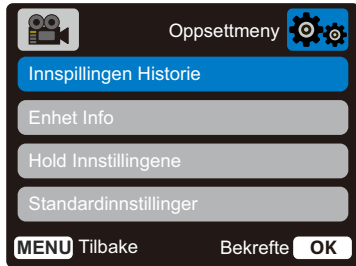 Oppsettmeny
Innspillingen Historie
Enhet Info
Hold Innstillingene
Standardinnstillinger
MENU Tilbake Bekrefte OK